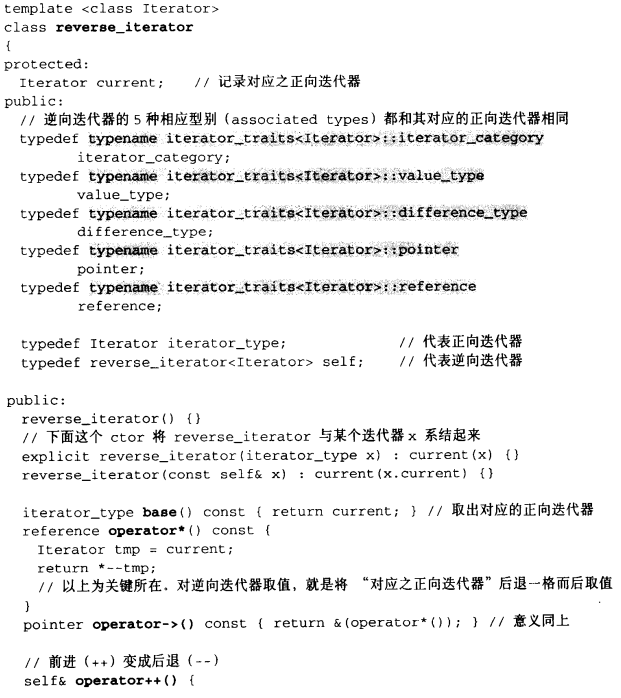 template <class Iterator>
class reverse_iterator
{
protected:
  Iterator current;   // 记录对应之正向迭代器
public:
  // 逆向迭代器的 5 种相应型别 (associated types) 都和其对应的正向迭代器相同
  typedef typename iterator_traits<Iterator>::iterator_category
          iterator_category;
  typedef typename iterator_traits<Iterator>::value_type
          value_type;
  typedef typename iterator_traits<Iterator>::difference_type
          difference_type;
  typedef typename iterator_traits<Iterator>::pointer
          pointer;
  typedef typename iterator_traits<Iterator>::reference
          reference;
  typedef Iterator iterator_type;            // 代表正向迭代器
  typedef reverse_iterator<Iterator> self;   // 代表逆向迭代器
public:
  reverse_iterator() {}
  // 下面这个 ctor 将 reverse_iterator 与某个迭代器 x 系结起来
  explicit reverse_iterator(iterator_type x) : current(x) {}
  reverse_iterator(const self& x) : current(x.current) {}
  iterator_type base() const { return current; } // 取出对应的正向迭代器
  reference operator*() const {
    Iterator tmp = current;
    return *--tmp;
    // 以上为关键所在。对逆向迭代器取值，就是将 “对应之正向迭代器”后退一格而后取值
  }
  pointer operator->() const { return &(operator*()); } // 意义同上
  // 前进 (++) 变成后退 (--)
  self& operator++() {